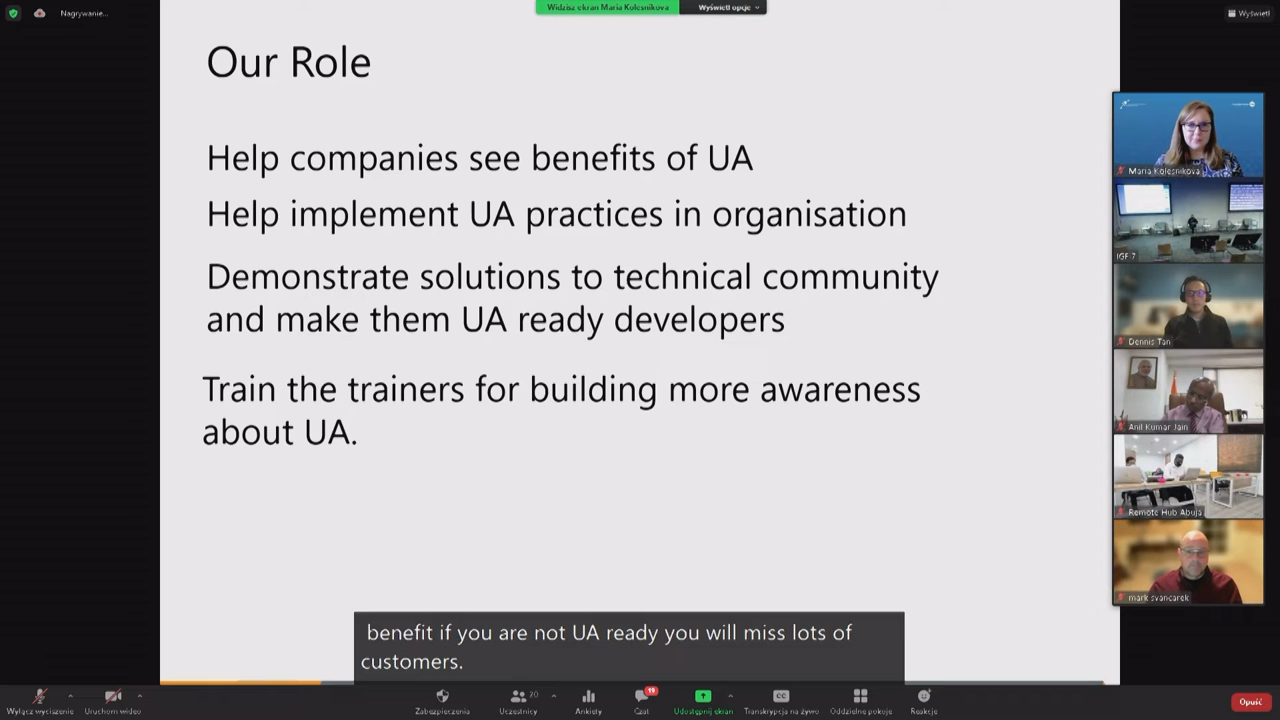 Nagrywanie...
Widzisz ekran Maria Kolesnikova
Wyświetl opcje
Wyświetl
Our Role
Help companies see benefits of UA
Help implement UA practices in organisation
Demonstrate solutions to technical community
and make them UA ready developers
Train the trainers for building more awareness
about UA.
Maria Kolesnikova
IGF 7
Dennis Tan
Anil Kumar Jain
Remote Hub Abuja
mark svancarek
benefit if you are not UA ready you will miss lots of
customers.
Wyłącz wyciszenie
Uruchom wideo
Zabezpieczenia
20
Uczestnicy
Ankiety
19
Czat
Udostępnij ekran
Transkrypcja na żywo
Oddzielne pokoje
Reakcje
Opuść